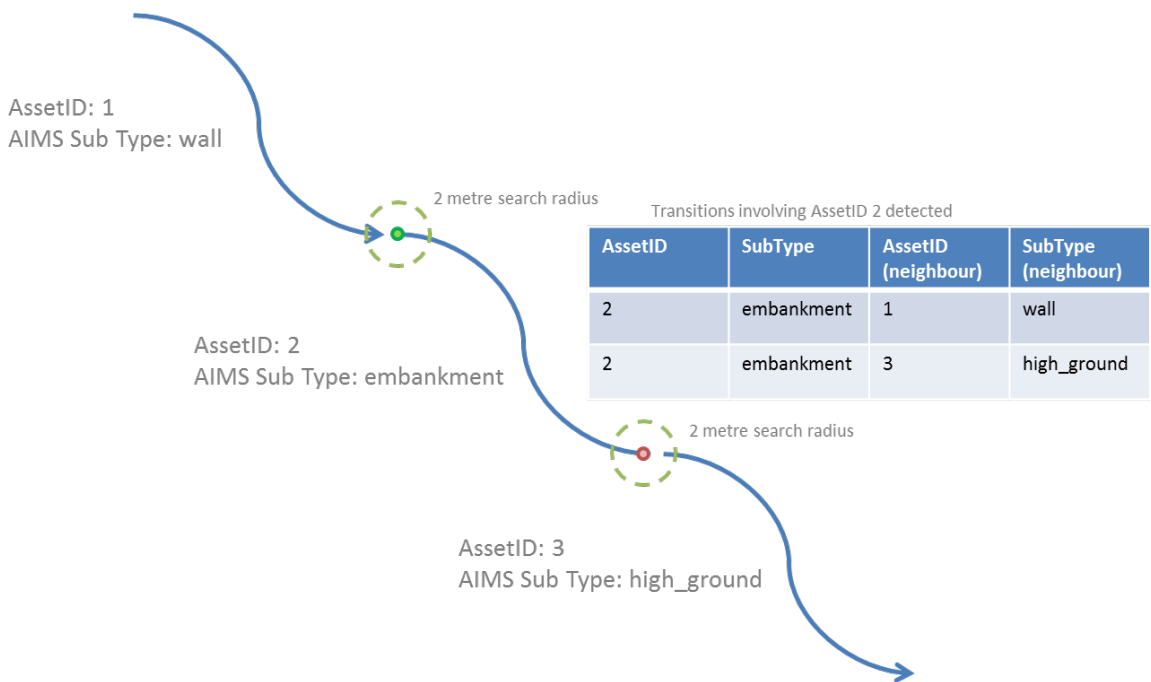 AssetID: 1
AIMS Sub Type: wall
2 metre search radius
Transitions involving AssetID 2 detected
AssetID SubType AssetID (neighbour) SubType (neighbour)
2 embankment 1 wall
2 embankment 3 high_ground
AssetID: 2
AIMS Sub Type: embankment
2 metre search radius
AssetID: 3
AIMS Sub Type: high_ground